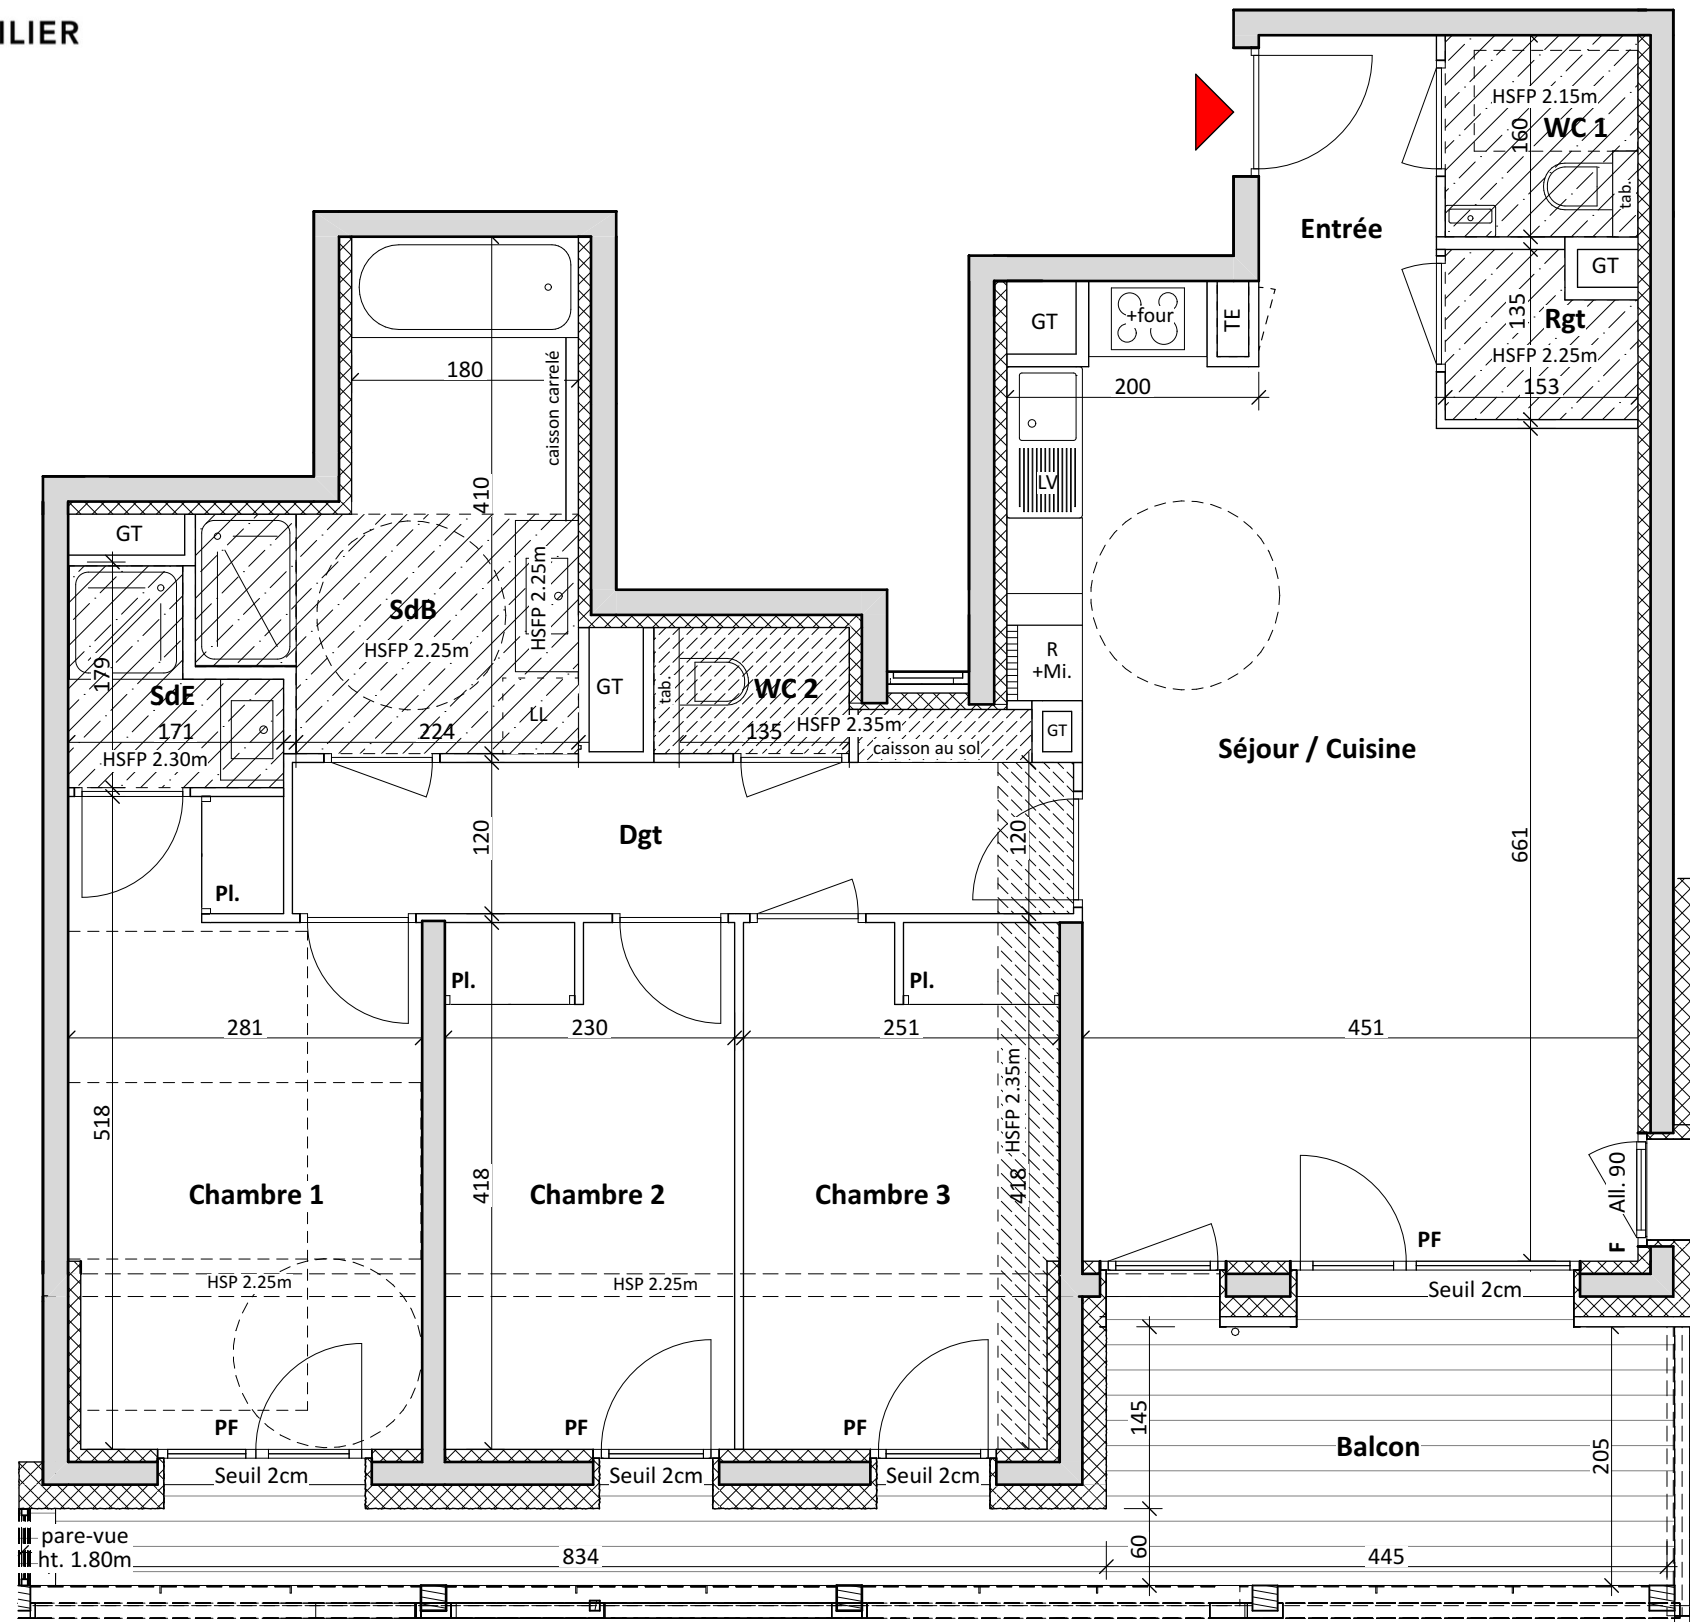 ILIER
HSFP 2.15m
WC 1
160
tab.
Entrée
GT
135
Rgt
HSFP 2.25m
153
GT
+four
TE
200
180
caisson carrelé
410
LV
GT
SdB
HSFP 2.25m
HSFP 2.25m
179
SdE
171
HSFP 2.30m
224
LL
GT
tab.
WC 2
135
HSFP 2.35m
caisson au sol
R
+Mi.
GT
Séjour / Cuisine
120
Dgt
120
661
Pl.
Pl.
Pl.
281
230
251
451
518
HSFP 2.35m
418
418
Chambre 1
Chambre 2
Chambre 3
All. 90
F
PF
HSP 2.25m
HSP 2.25m
Seuil 2cm
PF
PF
PF
145
Balcon
205
Seuil 2cm
Seuil 2cm
Seuil 2cm
pare-vue
ht. 1.80m
834
60
445